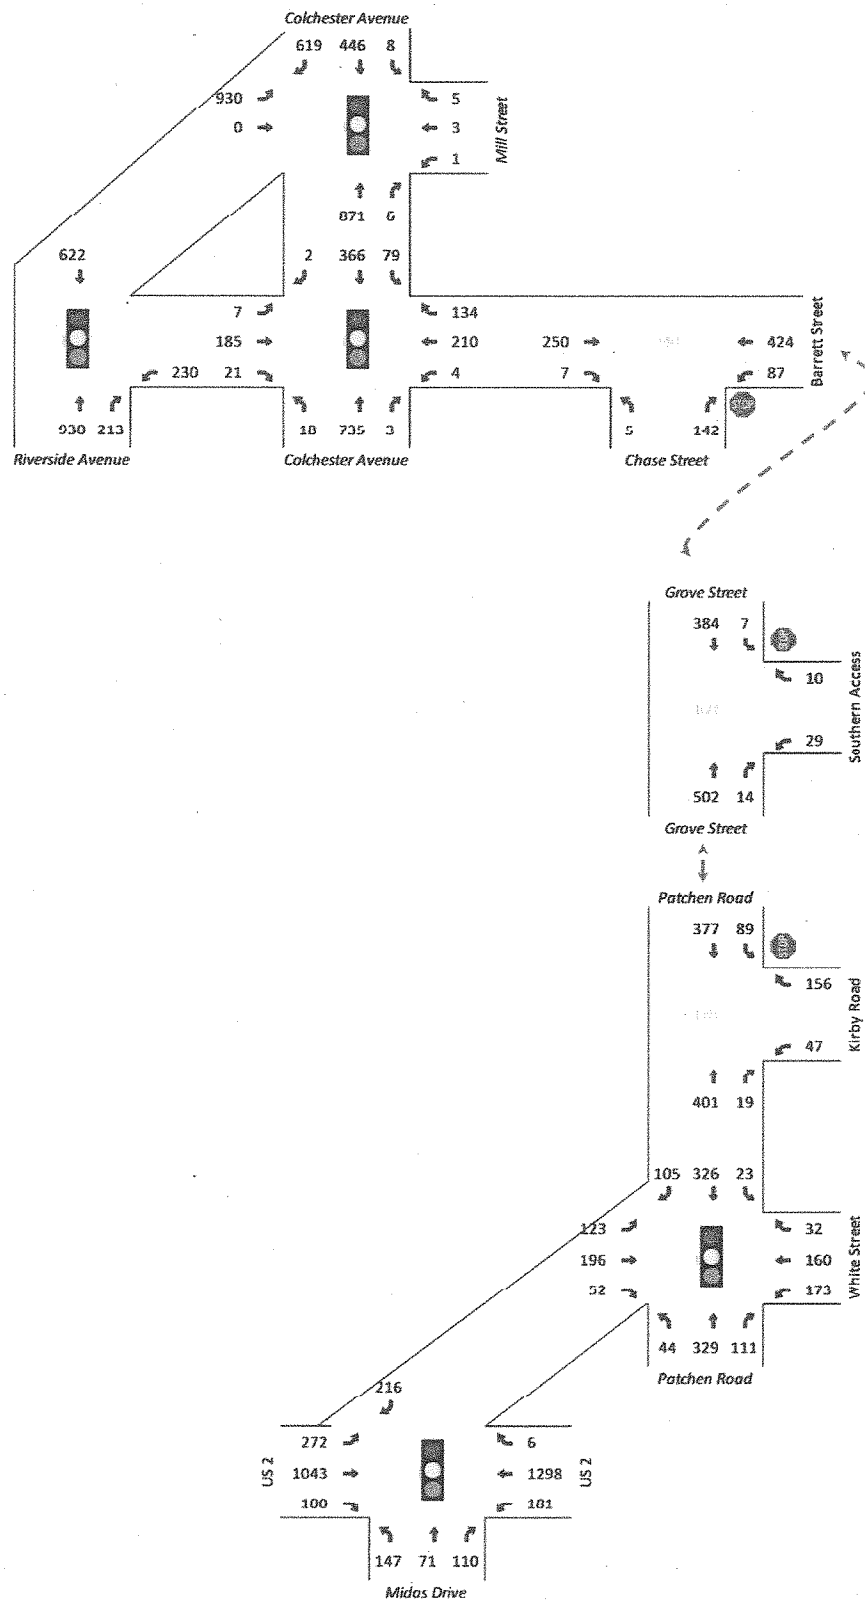 Colchester Avenue
619 446 8
930
0
5
3
1
Mill Street
871 6
622
2 366 79
7
185
230 21
134
210
4
250
7
424
87
Barrett Street
930 213
18 735 3
5 142
Riverside Avenue
Colchester Avenue
Chase Street
Grove Street
384 7
10
29
Southern Access
502 14
Grove Street
Patchen Road
377 89
156
47
Kirby Road
401 19
105 326 23
123
196
52
32
160
173
White Street
44 329 111
Patchen Road
216
US 2
272
1043
100
6
1298
181
US 2
147 71 110
Midas Drive